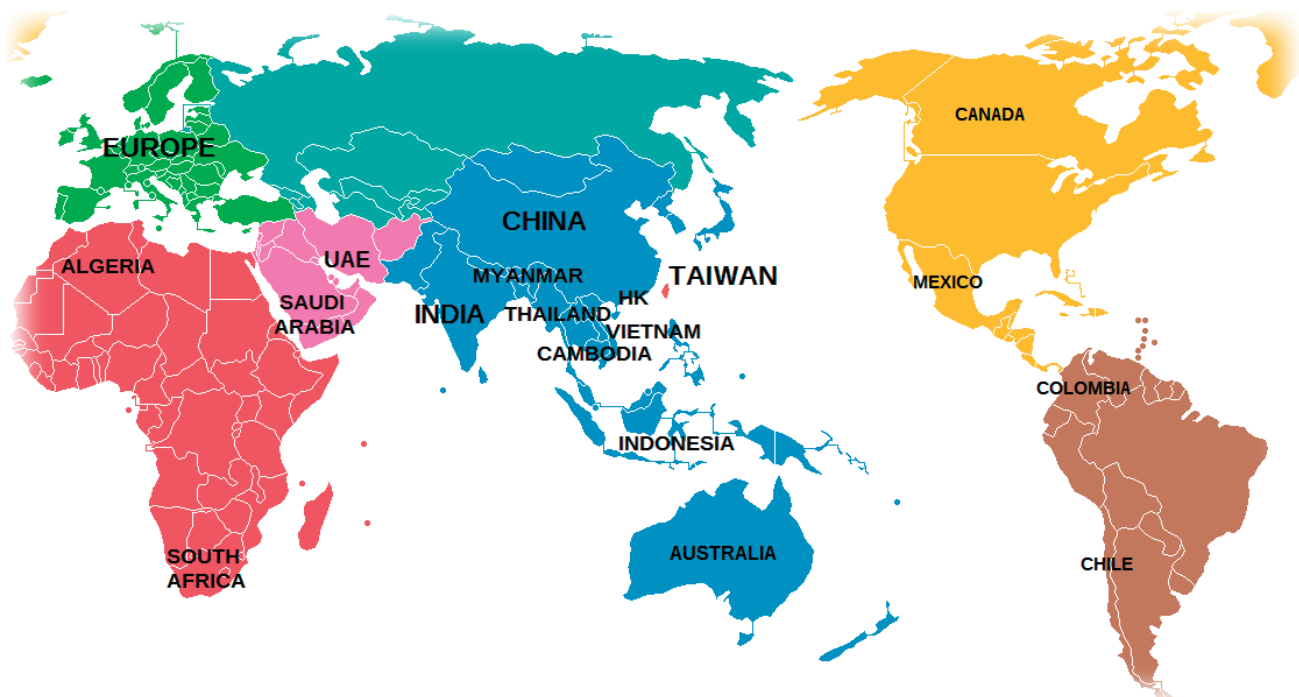 CANADA
EUROPE
CHINA
ALGERIA
UAE
MYANMAR
TAIWAN
MEXICO
SAUDI
ARABIA
INDIA
THAILAND
HK
VIETNAM
CAMBODIA
COLOMBIA
INDONESIA
SOUTH
AFRICA
AUSTRALIA
CHILE